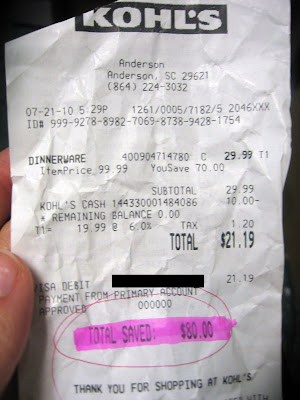 KOHL'S
Anderson
Anderson, SC 29621
(864) 224-3032
07-21-10 5:29P 1261/0005/7182/5 2046XXX
ID# 999-9278-8982-7069-8738-9428-1754
DINNERWARE 400904714780 C 29.99 T1
ItemPrice 99.99 YouSave 70.00
SUBTOTAL 29.99
KOHL'S CASH 144330001484086 10.00-
* REMAINING BALANCE 0.00
T1= 19.99 @ 6.0% TAX 1.20
TOTAL $21.19
VISA DEBIT 21.19
PAYMENT FROM PRIMARY ACCOUNT
APPROVED 000000
TOTAL SAVED: $80.00
THANK YOU FOR SHOPPING AT KOHL'S